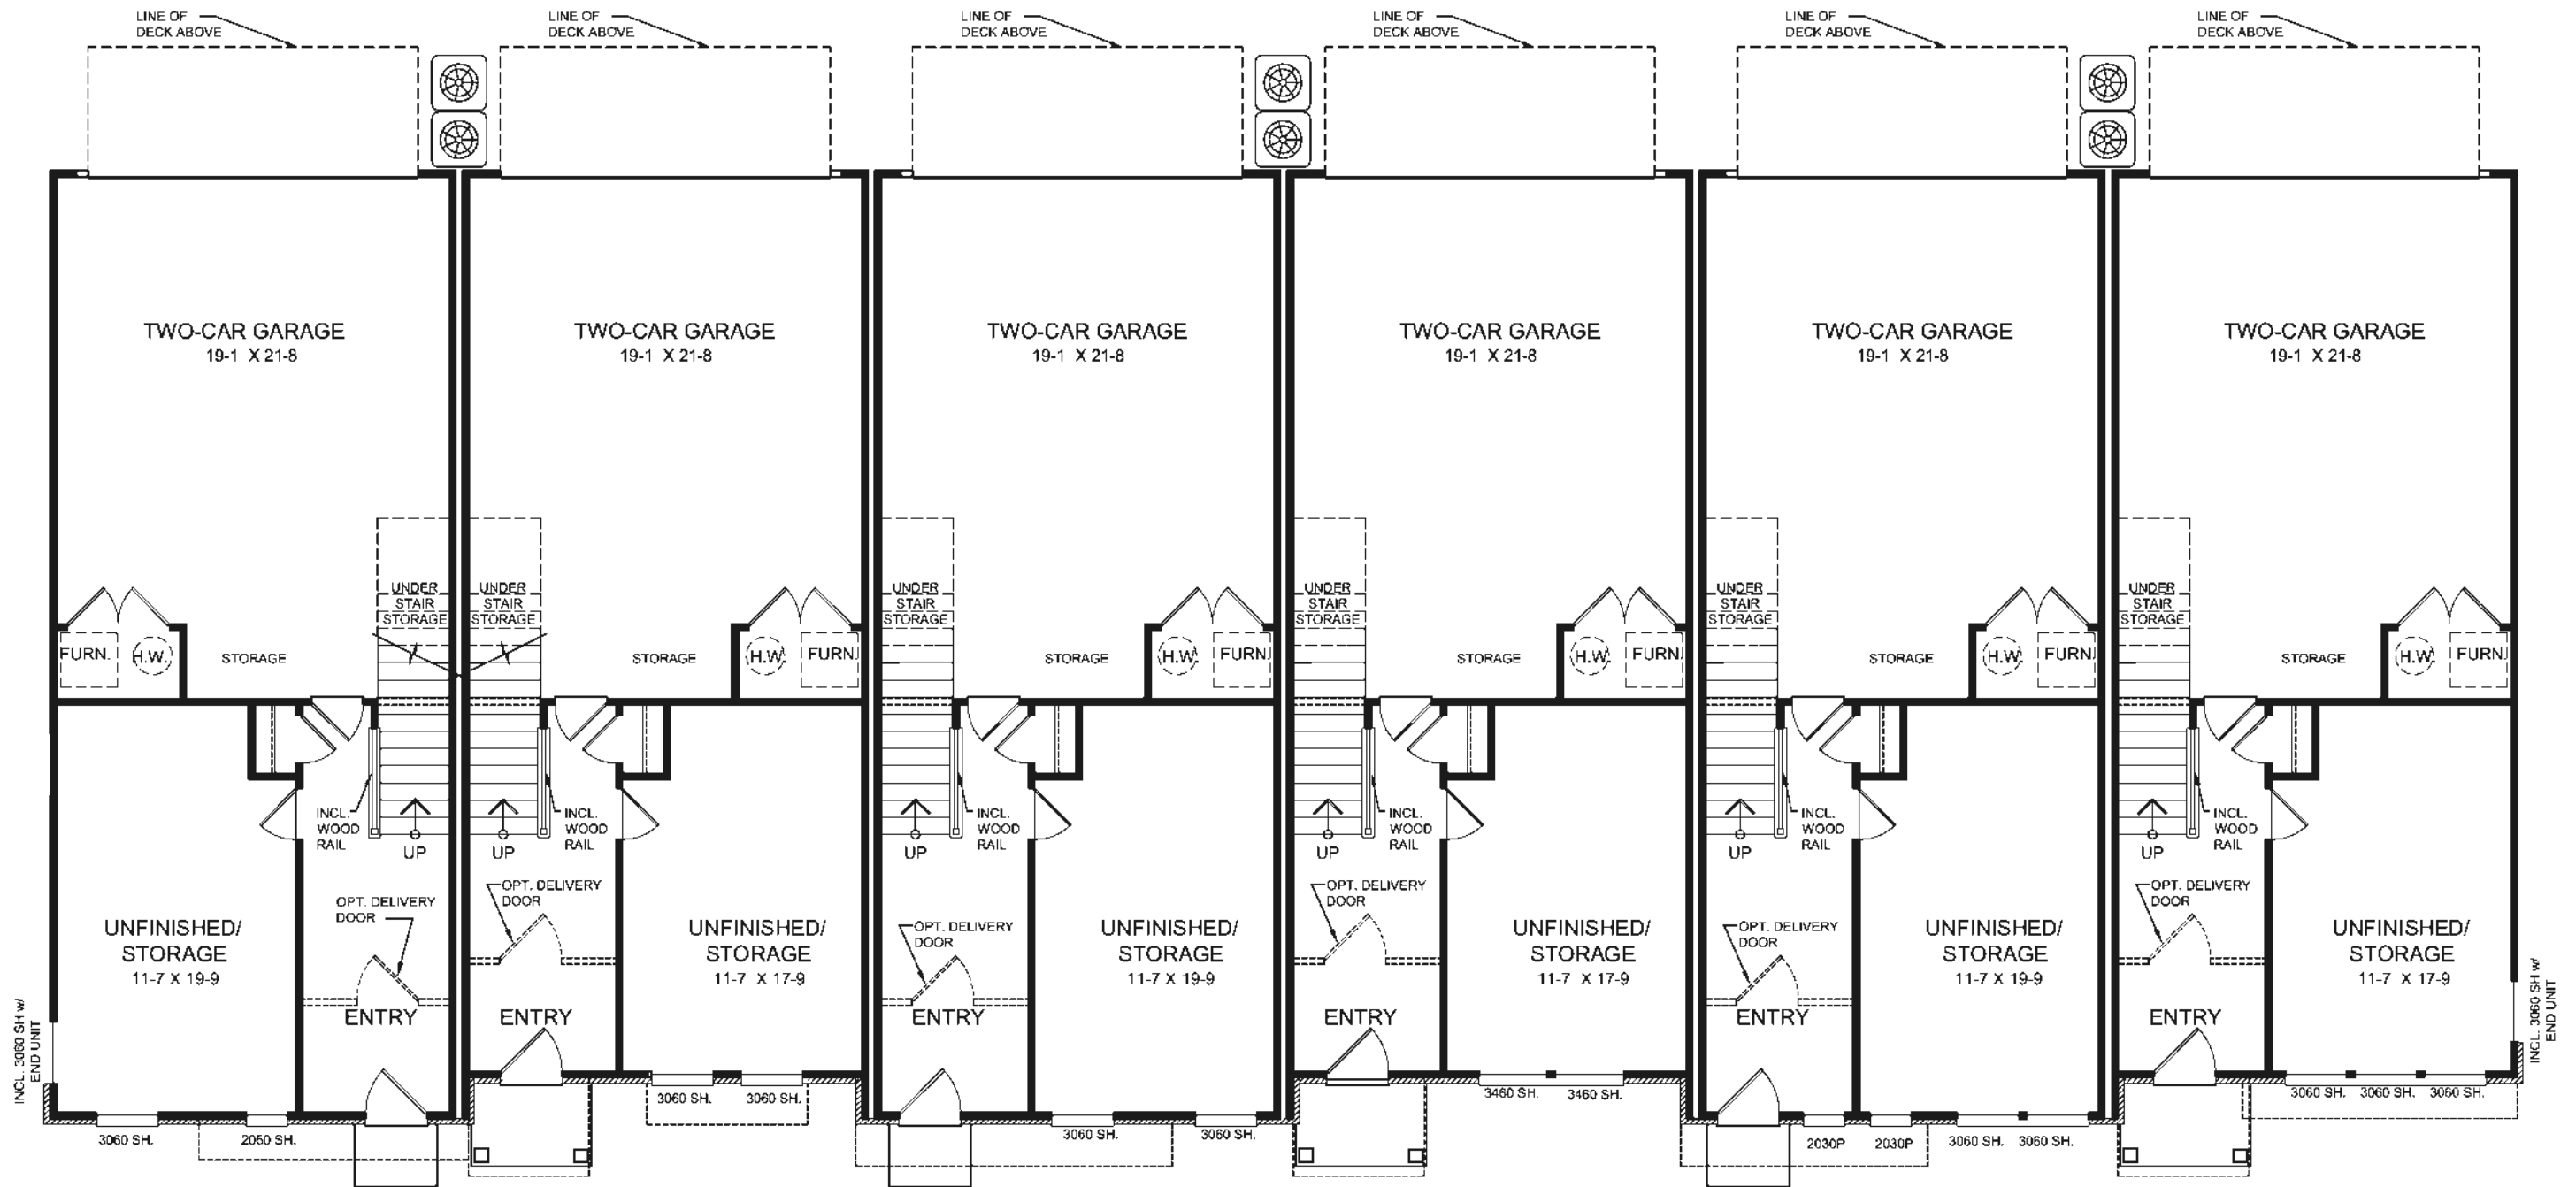 LINE OF
DECK ABOVE
LINE OF
DECK ABOVE
LINE OF
DECK ABOVE
LINE OF
DECK ABOVE
LINE OF
DECK ABOVE
LINE OF
DECK ABOVE
TWO-CAR GARAGE
19-1 X 21-8
TWO-CAR GARAGE
19-1 X 21-8
TWO-CAR GARAGE
19-1 X 21-8
TWO-CAR GARAGE
19-1 X 21-8
TWO-CAR GARAGE
19-1 X 21-8
TWO-CAR GARAGE
19-1 X 21-8
UNDER
STAIR
STORAGE
UNDER
STAIR
STORAGE
UNDER
STAIR
STORAGE
UNDER
STAIR
STORAGE
UNDER
STAIR
STORAGE
UNDER
STAIR
STORAGE
FURN. H.W. STORAGE
STORAGE H.W. FURN.
STORAGE H.W. FURN.
STORAGE H.W. FURN.
STORAGE H.W. FURN.
STORAGE H.W. FURN.
INCL.
WOOD
RAIL
UP
UP
INCL.
WOOD
RAIL
UP
INCL.
WOOD
RAIL
UP
INCL.
WOOD
RAIL
UP
INCL.
WOOD
RAIL
UP
INCL.
WOOD
RAIL
OPT. DELIVERY
DOOR
OPT. DELIVERY
DOOR
OPT. DELIVERY
DOOR
OPT. DELIVERY
DOOR
OPT. DELIVERY
DOOR
OPT. DELIVERY
DOOR
UNFINISHED/
STORAGE
11-7 X 19-9
UNFINISHED/
STORAGE
11-7 X 17-9
UNFINISHED/
STORAGE
11-7 X 19-9
UNFINISHED/
STORAGE
11-7 X 17-9
UNFINISHED/
STORAGE
11-7 X 19-9
UNFINISHED/
STORAGE
11-7 X 17-9
ENTRY
ENTRY
ENTRY
ENTRY
ENTRY
ENTRY
INCL. 3060 SH w/
END UNIT
INCL. 3060 SH w/
END UNIT
3060 SH.
2050 SH.
3060 SH.
3060 SH.
3060 SH.
3060 SH.
3460 SH.
3460 SH.
2030P
2030P
3060 SH.
3060 SH.
3060 SH.
3060 SH.
3060 SH.